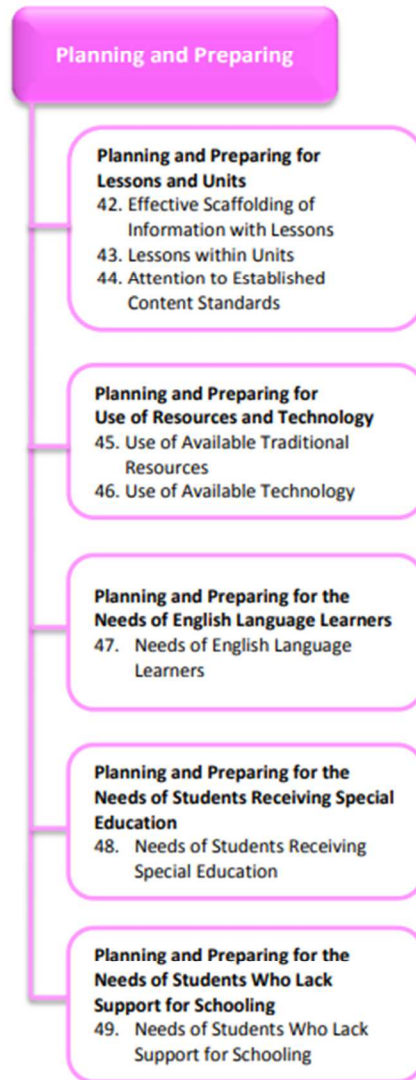 Planning and Preparing
Planning and Preparing for
Lessons and Units
42. Effective Scaffolding of
Information with Lessons
43. Lessons within Units
44. Attention to Established
Content Standards
Planning and Preparing for
Use of Resources and Technology
45. Use of Available Traditional
Resources
46. Use of Available Technology
Planning and Preparing for the
Needs of English Language Learners
47. Needs of English Language
Learners
Planning and Preparing for the
Needs of Students Receiving Special
Education
48. Needs of Students Receiving
Special Education
Planning and Preparing for the
Needs of Students Who Lack
Support for Schooling
49. Needs of Students Who Lack
Support for Schooling